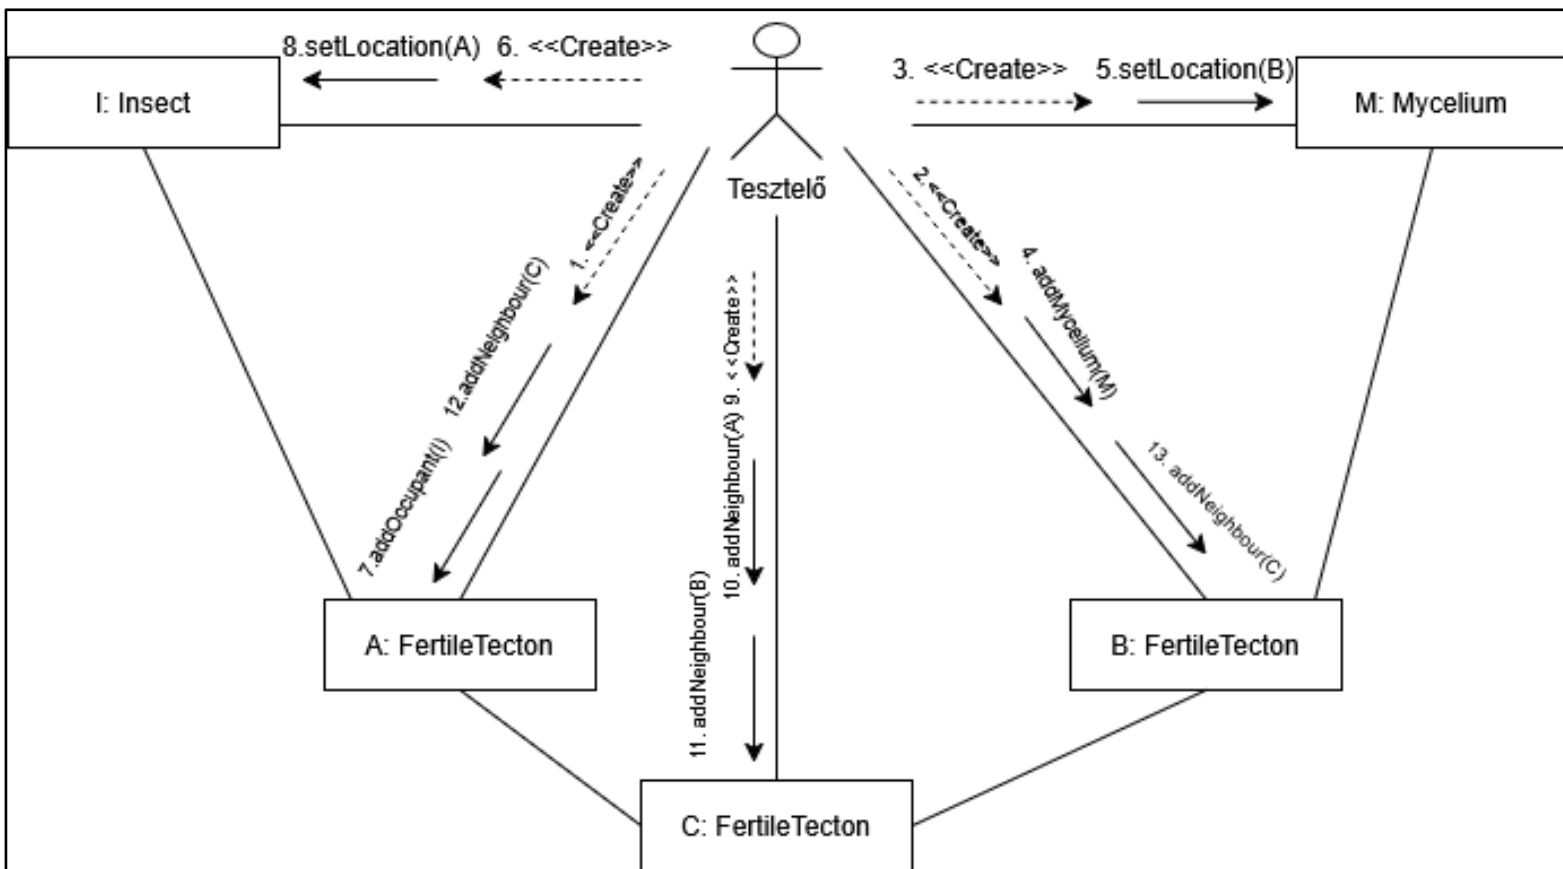 8.setLocation(A)
6. <<Create>>
3. <<Create>>
5.setLocation(B)
I: Insect
M: Mycelium
Tesztelő
1. <<Create>>
2.<<Create>>
12.addNeighbour(C)
9. <<Create>>
4. addMycelium(M)
7.addOccupant(I)
10. addNeighbour(A)
13. addNeighbour(C)
11. addNeighbour(B)
A: FertileTecton
B: FertileTecton
C: FertileTecton